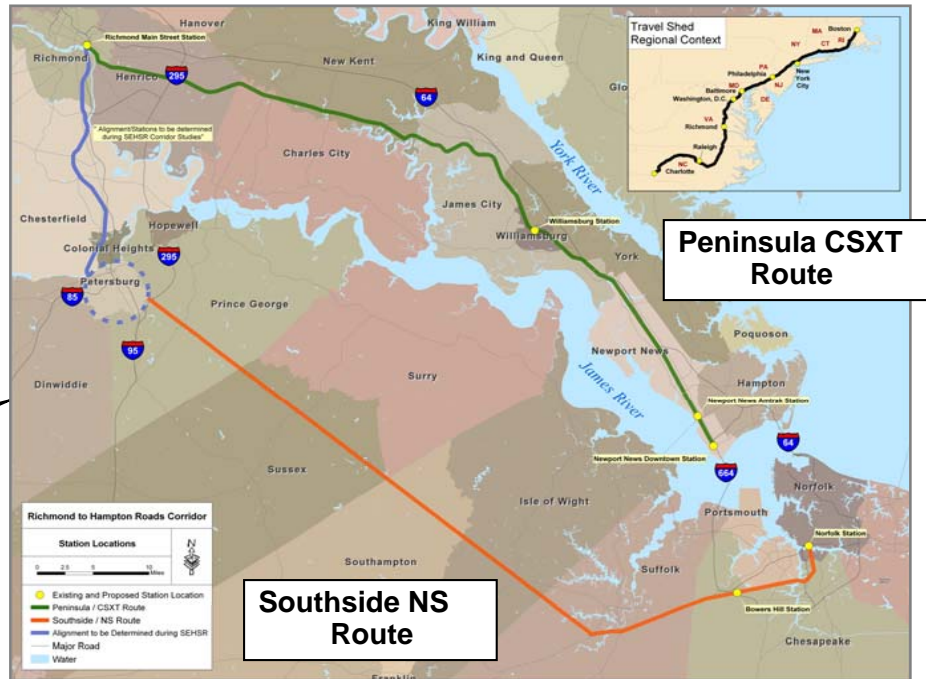 Hanover
King William
Richmond Main Street Station
Richmond
Henrico
295
New Kent
King and Queen
64
Glo
" Alignment/Stations to be determined
during SEHSR Corridor Studies"
Charles City
York River
James City
Williamsburg Station
Williamsburg
York
Chesterfield
Hopewell
Colonial Heights
295
Petersburg
85
Prince George
95
Dinwiddie
Surry
Newport News
Poquoson
James River
Hampton
Newport News Amtrak Station
64
Newport News Downtown Station
664
Sussex
Isle of Wight
Norfolk
Portsmouth
Norfolk Station
Southampton
Suffolk
Bowers Hill Station
Chesapeake
Franklin
Travel Shed
Regional Context
MA
Boston
NY
CT
RI
PA
New
York
City
Philadelphia
NJ
MD
Baltimore
Washington, D.C.
DE
VA
Richmond
Raleigh
NC
Charlotte
Peninsula CSXT
Route
Southside NS
Route
Richmond to Hampton Roads Corridor
Station Locations
N
0 2.5 5 10
Miles
Existing and Proposed Station Location
Peninsula / CSXT Route
Southside / NS Route
Alignment to be Determined during SEHSR
Major Road
Water